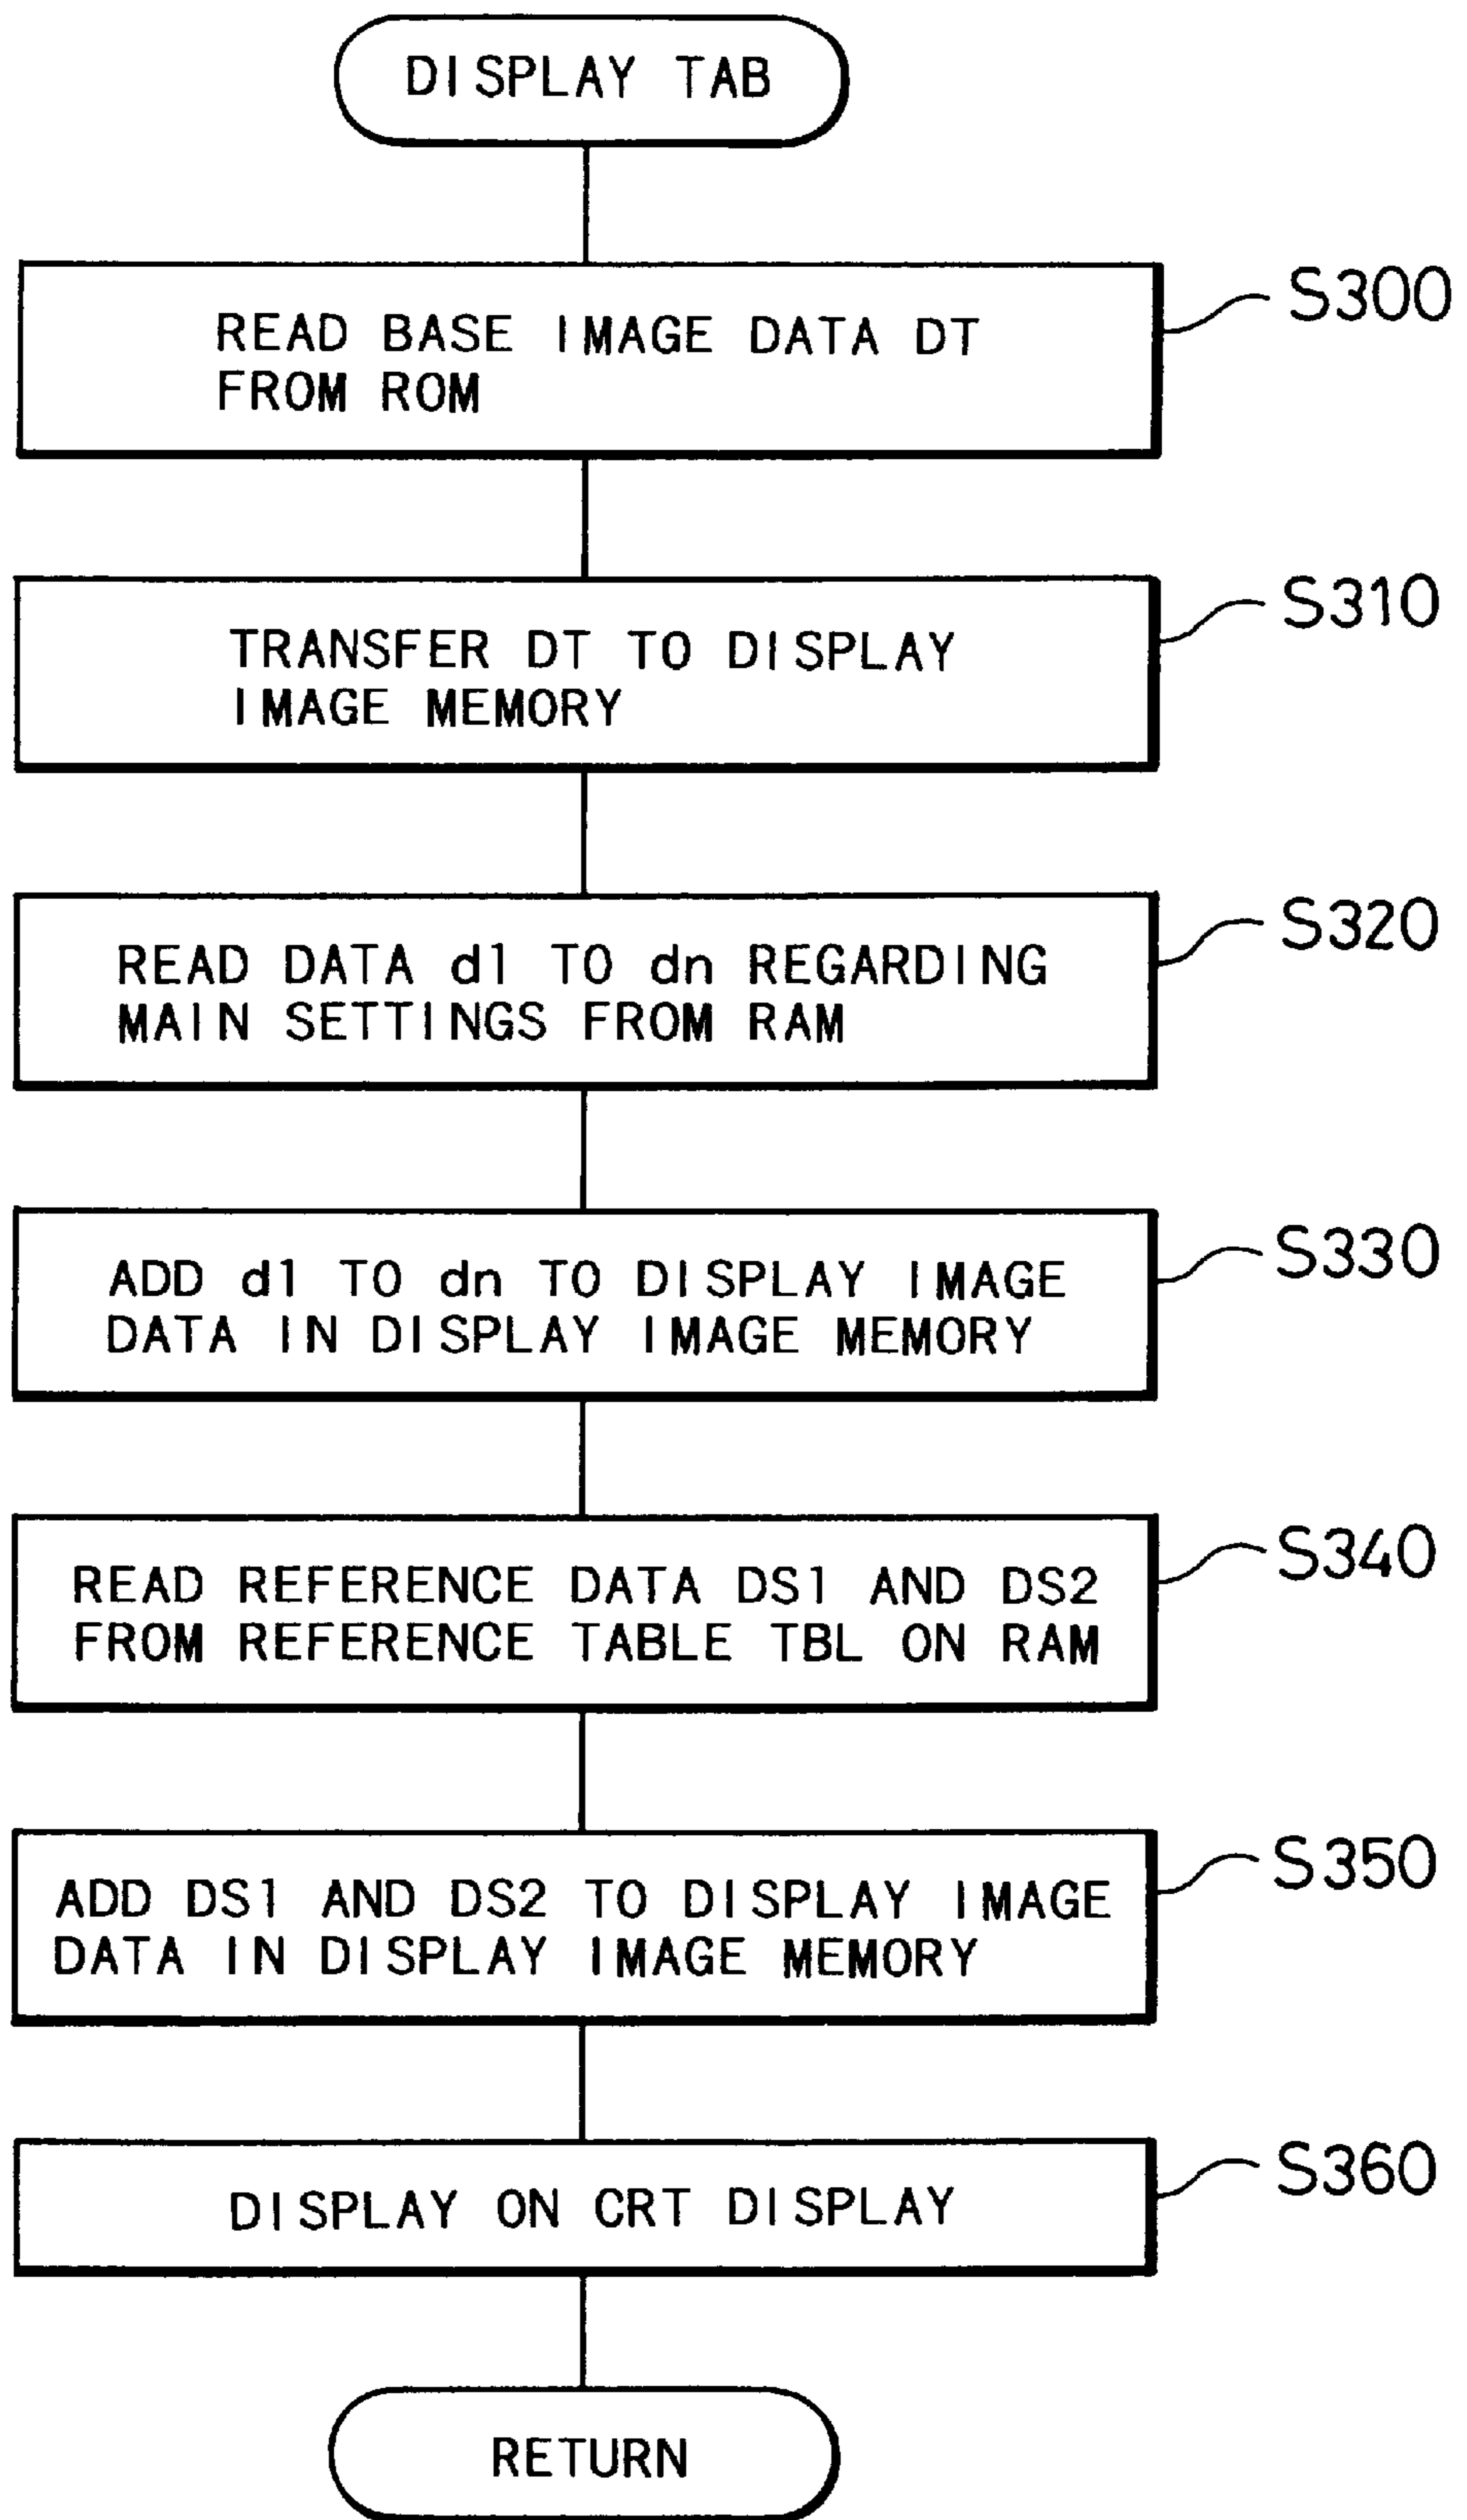 DISPLAY TAB
READ BASE IMAGE DATA DT
FROM ROM
S300
TRANSFER DT TO DISPLAY
IMAGE MEMORY
S310
READ DATA d1 TO dn REGARDING
MAIN SETTINGS FROM RAM
S320
ADD d1 TO dn TO DISPLAY IMAGE
DATA IN DISPLAY IMAGE MEMORY
S330
READ REFERENCE DATA DS1 AND DS2
FROM REFERENCE TABLE TBL ON RAM
S340
ADD DS1 AND DS2 TO DISPLAY IMAGE
DATA IN DISPLAY IMAGE MEMORY
S350
DISPLAY ON CRT DISPLAY
S360
RETURN